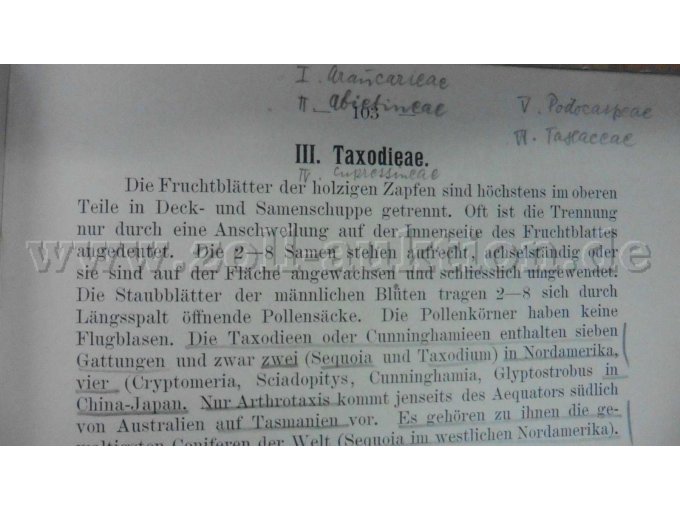 I. Araucarieae
II. Abietineae
V. Podocarpeae
— 103 —
VI. Taxaceae
III. Taxodieae.
IV. Cupressineae
Die Fruchtblätter der holzigen Zapfen sind höchstens im oberen
Teile in Deck- und Samenschuppe getrennt. Oft ist die Trennung
nur durch eine Anschwellung auf der Innenseite des Fruchtblattes
angedeutet. Die 2—8 Samen stehen aufrecht, achselständig oder
www.zoll-auktion.de
sie sind auf der Fläche angewachsen und schliesslich umgewendet.
Die Staubblätter der männlichen Blüten tragen 2—8 sich durch
Längsspalt öffnende Pollensäcke. Die Pollenkörner haben keine
Flugblasen. Die Taxodieen oder Cunninghamieen enthalten sieben
Gattungen und zwar zwei (Sequoia und Taxodium) in Nordamerika,
vier (Cryptomeria, Sciadopitys, Cunninghamia, Glyptostrobus in
China-Japan. Nur Arthrotaxis kommt jenseits des Aequators südlich
von Australien auf Tasmanien vor. Es gehören zu ihnen die ge-
waltigsten Coniferen der Welt (Sequoia im westlichen Nordamerika).